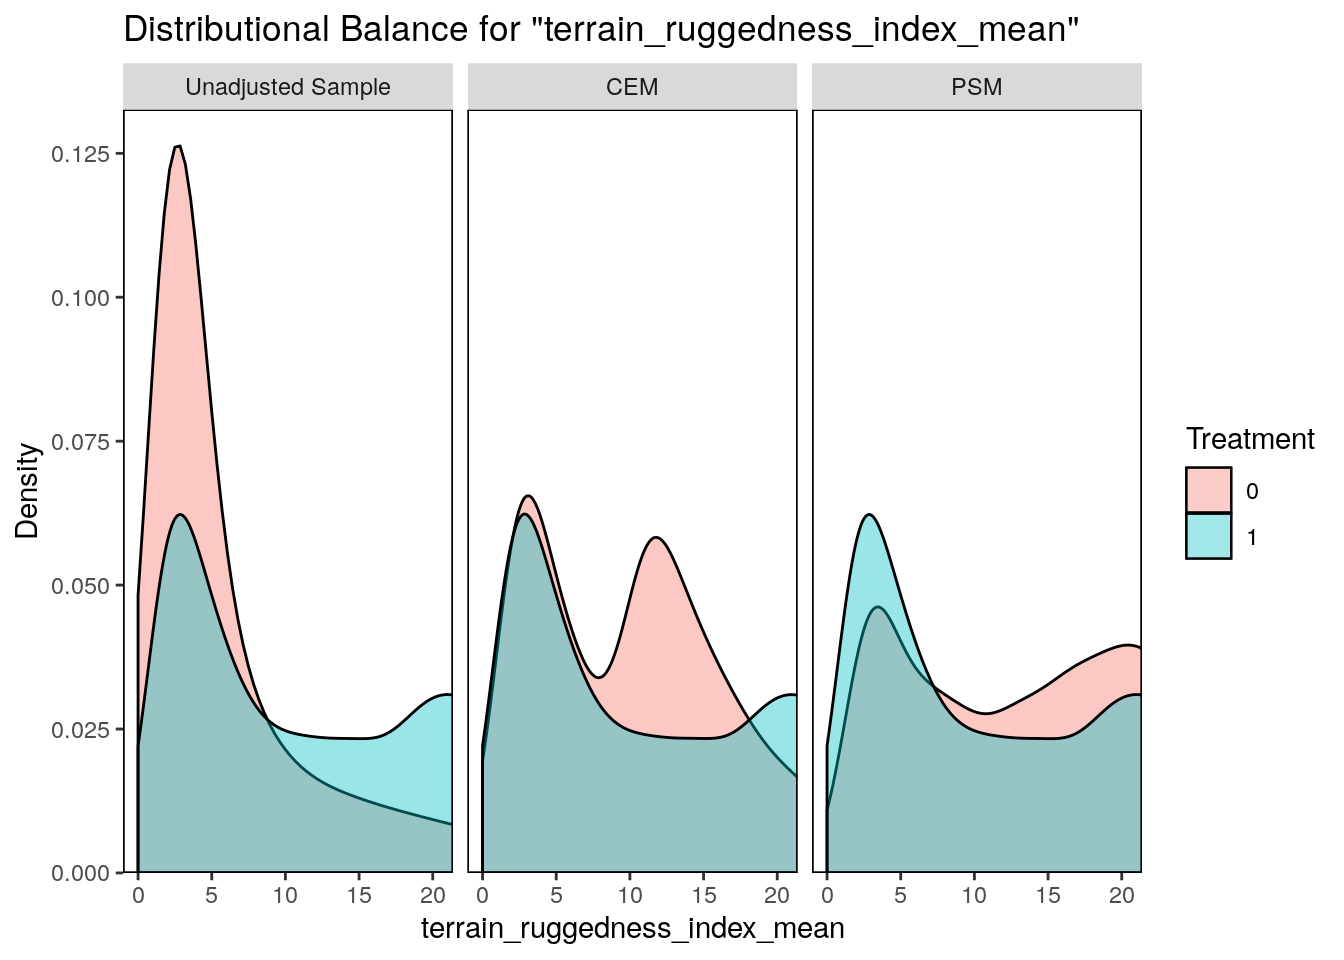 Distributional Balance for "terrain_ruggedness_index_mean"
Unadjusted Sample
CEM
PSM
0.125
0.100
0.075
0.050
0.025
0.000
Density
0 5 10 15 20
0 5 10 15 20
0 5 10 15 20
terrain_ruggedness_index_mean
Treatment
0
1